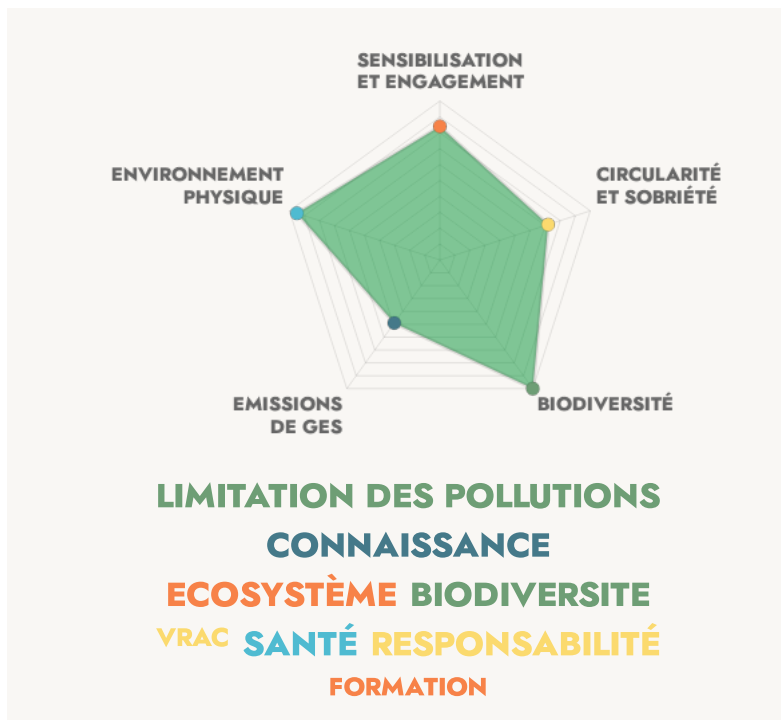 SENSIBILISATION
ET ENGAGEMENT
ENVIRONNEMENT
PHYSIQUE
CIRCULARITÉ
ET SOBRIÉTÉ
EMISSIONS
DE GES
BIODIVERSITÉ
LIMITATION DES POLLUTIONS
CONNAISSANCE
ECOSYSTÈME BIODIVERSITE
VRAC SANTÉ RESPONSABILITÉ
FORMATION